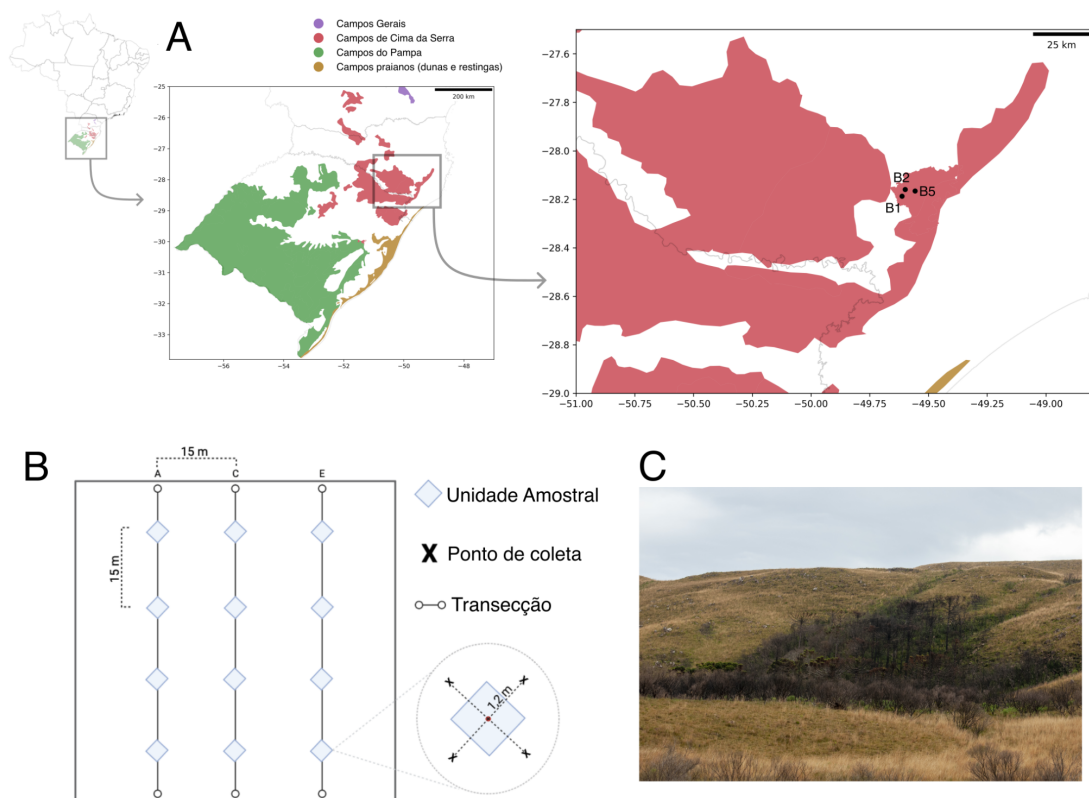 A
Campos Gerais
Campos de Cima da Serra
Campos do Pampa
Campos praianos (dunas e restingas)
200 km
−25
−26
−27
−28
−29
−30
−31
−32
−33
−56
−54
−52
−50
−48
25 km
−27.6
−27.8
−28.0
−28.2
−28.4
−28.6
−28.8
−29.0
B2
B5
B1
−51.00
−50.75
−50.50
−50.25
−50.00
−49.75
−49.50
−49.25
−49.00
B
15 m
A
C
E
15 m
Unidade Amostral
X Ponto de coleta
Transecção
x
x
1,2 m
x
x
C